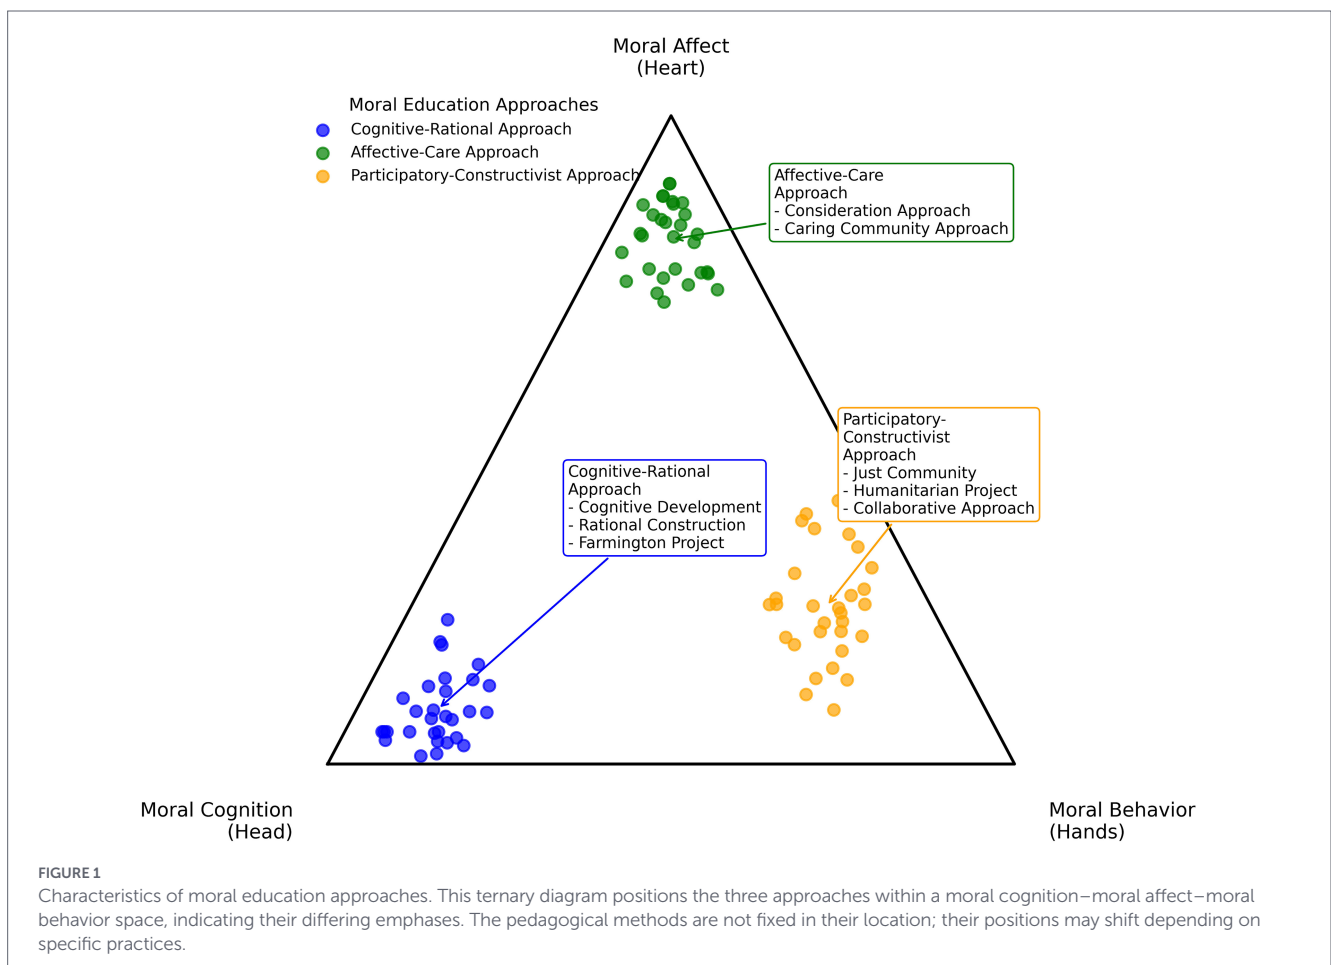 Moral Affect
(Heart)
Moral Education Approaches
Cognitive-Rational Approach
Affective-Care Approach
Participatory-Constructivist Approach
Affective-Care
Approach
- Consideration Approach
- Caring Community Approach
Participatory-
Constructivist
Approach
- Just Community
- Humanitarian Project
- Collaborative Approach
Cognitive-Rational
Approach
- Cognitive Development
- Rational Construction
- Farmington Project
Moral Cognition
(Head)
Moral Behavior
(Hands)
FIGURE 1
Characteristics of moral education approaches. This ternary diagram positions the three approaches within a moral cognition–moral affect–moral
behavior space, indicating their differing emphases. The pedagogical methods are not fixed in their location; their positions may shift depending on
specific practices.